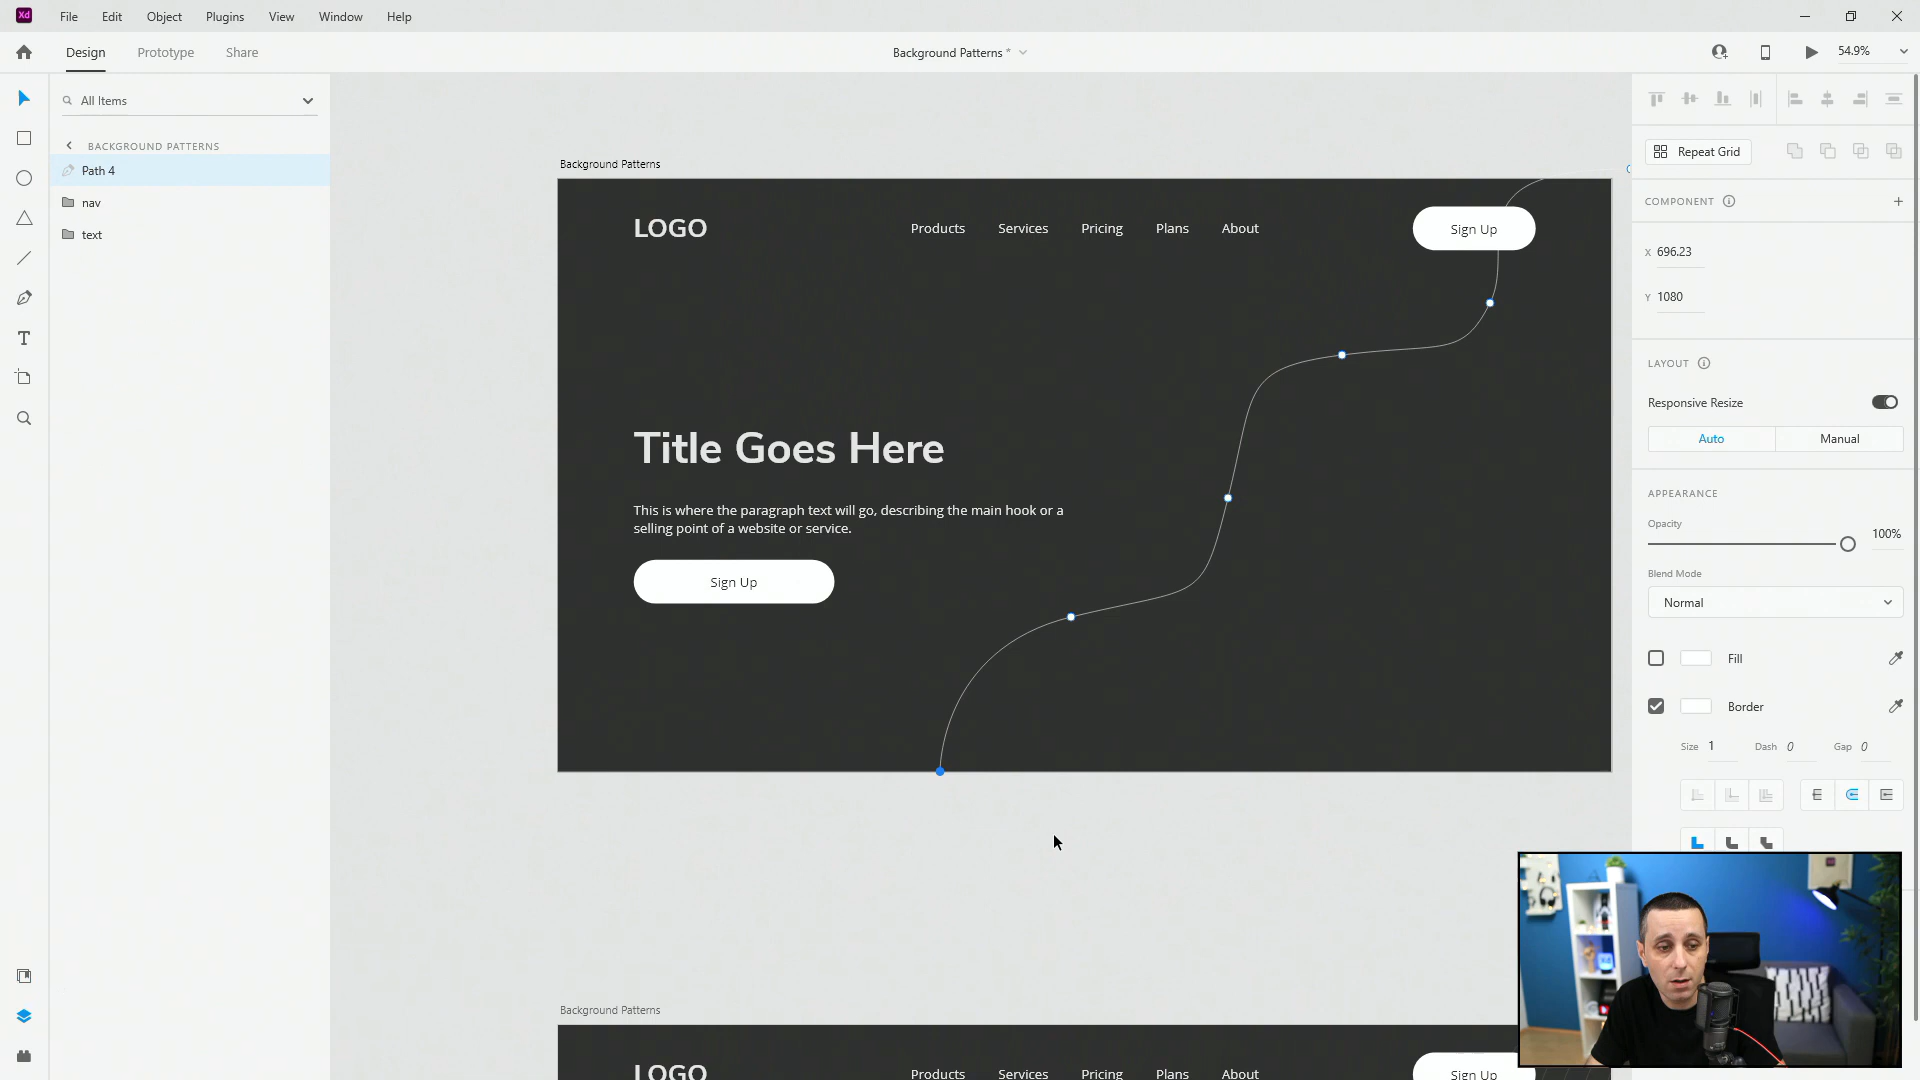 Xd File Edit Object Plugins View Window Help
Design Prototype Share Background Patterns * 54.9%
All Items
BACKGROUND PATTERNS
Path 4
nav
text
Background Patterns
LOGO Products Services Pricing Plans About Sign Up
Title Goes Here
This is where the paragraph text will go, describing the main hook or a
selling point of a website or service.
Sign Up
Background Patterns
LOGO Products Services Pricing Plans About Sign Up
Repeat Grid
COMPONENT
X 696.23
Y 1080
LAYOUT
Responsive Resize
Auto Manual
APPEARANCE
Opacity
100%
Blend Mode
Normal
Fill
Border
Size 1 Dash 0 Gap 0